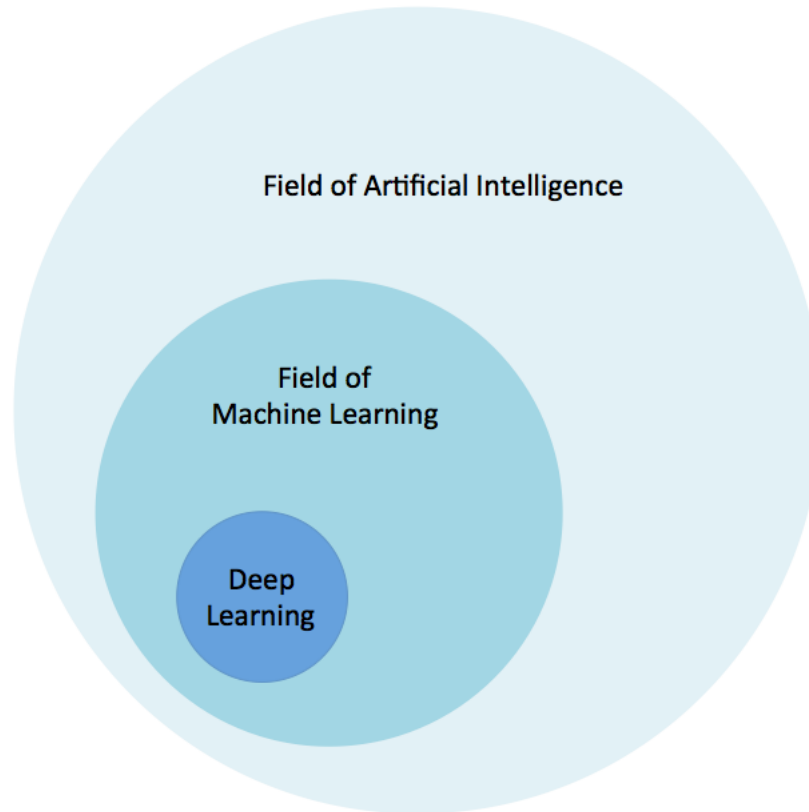 Field of Artificial Intelligence
Field of
Machine Learning
Deep
Learning